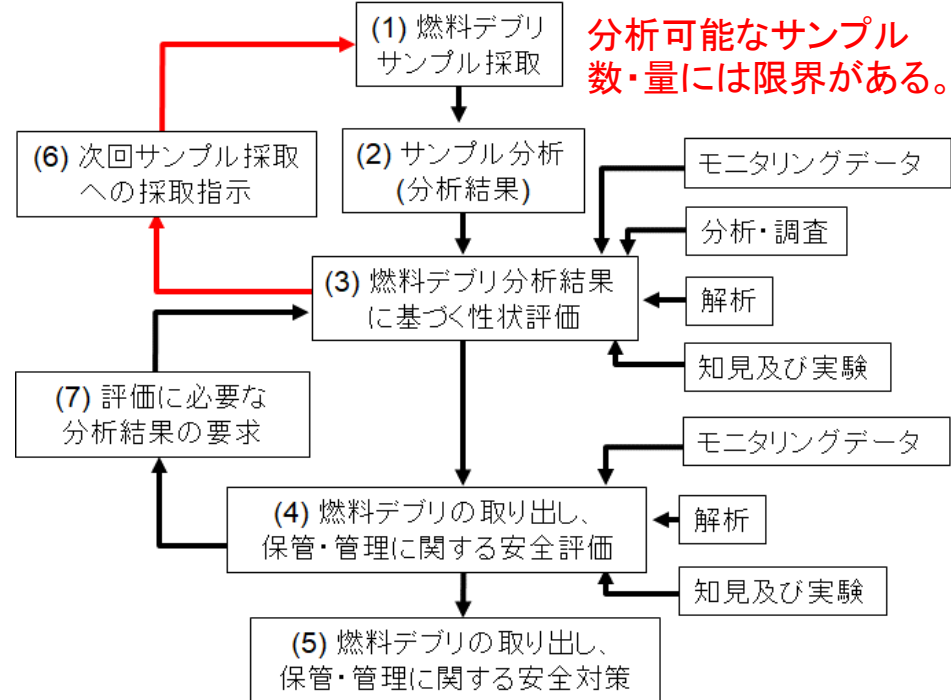 (1) 燃料デブリ
サンプル採取
分析可能なサンプル
数・量には限界がある。
(6) 次回サンプル採取
への採取指示
(2) サンプル分析
(分析結果)
モニタリングデータ
分析・調査
(3) 燃料デブリ分析結果
に基づく性状評価
解析
知見及び実験
(7) 評価に必要な
分析結果の要求
モニタリングデータ
(4) 燃料デブリの取り出し、
保管・管理に関する安全評価
解析
知見及び実験
(5) 燃料デブリの取り出し、
保管・管理に関する安全対策